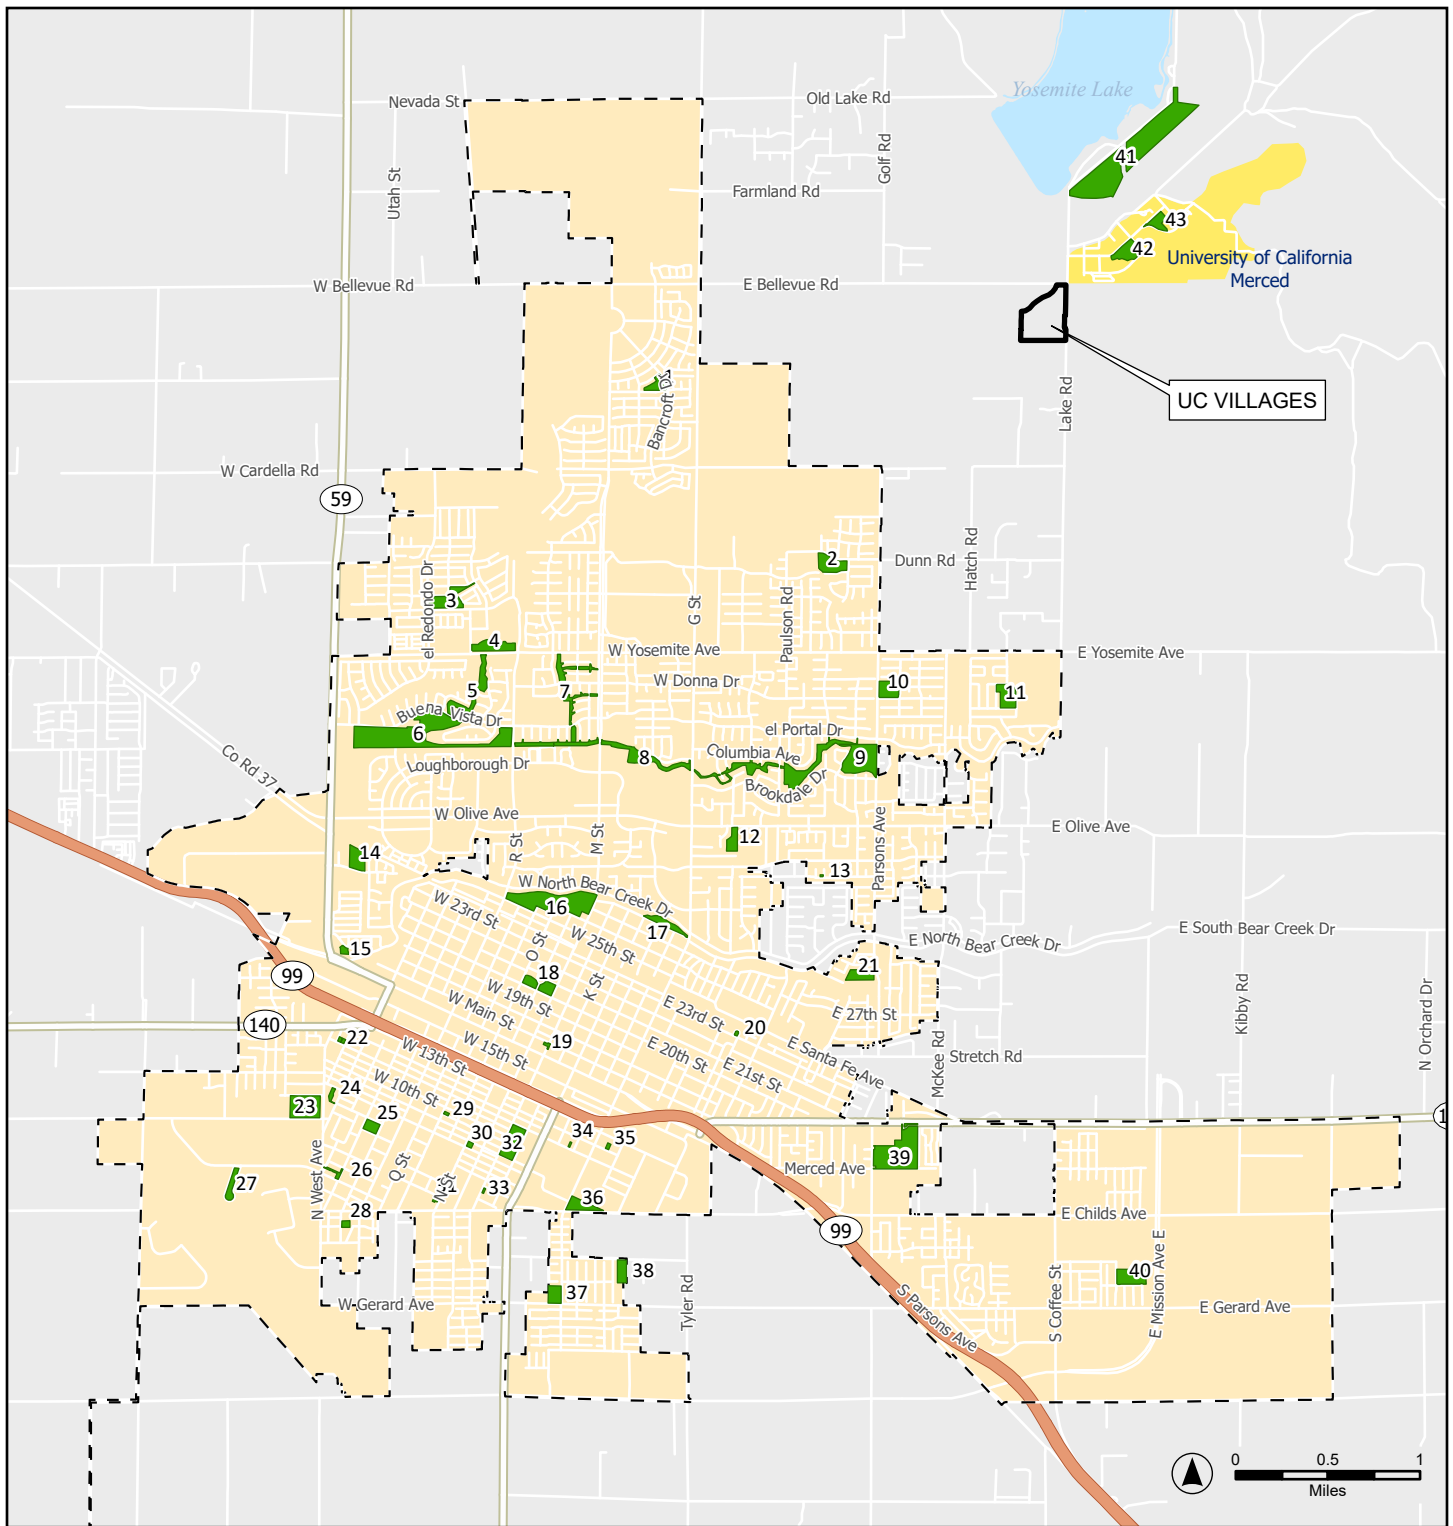 Nevada St
Old Lake Rd
Yosemite Lake
Golf Rd
41
Utah St
Farmland Rd
43
42
University of California
Merced
W Bellevue Rd
E Bellevue Rd
UC VILLAGES
Lake Rd
1
Bancroft Dr
W Cardella Rd
59
el Redondo Dr
2
Dunn Rd
Hatch Rd
3
G St
Paulson Rd
4
W Yosemite Ave
E Yosemite Ave
5
7
W Donna Dr
10
11
Buena Vista Dr
6
el Portal Dr
Columbia Ave
8
9
Co Rd 37
Loughborough Dr
Brookdale Dr
W Olive Ave
R St
M St
12
Parsons Ave
E Olive Ave
14
13
W North Bear Creek Dr
W 23rd St
16
17
W 25th St
E South Bear Creek Dr
E North Bear Creek Dr
15
O St
21
99
18
K St
W 19th St
Kibby Rd
N Orchard Dr
140
W Main St
E 23rd St
E 27th St
20
22
W 13th St
W 15th St
19
E 20th St
E Santa Fe Ave
McKee Rd
Stretch Rd
E 21st St
W 10th St
24
23
25
29
1
30
32
34
35
39
Merced Ave
N West Ave
26
Q St
27
N St
33
36
28
E Childs Ave
99
38
40
37
Tyler Rd
W Gerard Ave
S Parsons Ave
S Coffee St
E Mission Ave E
E Gerard Ave
0
0.5
1
Miles